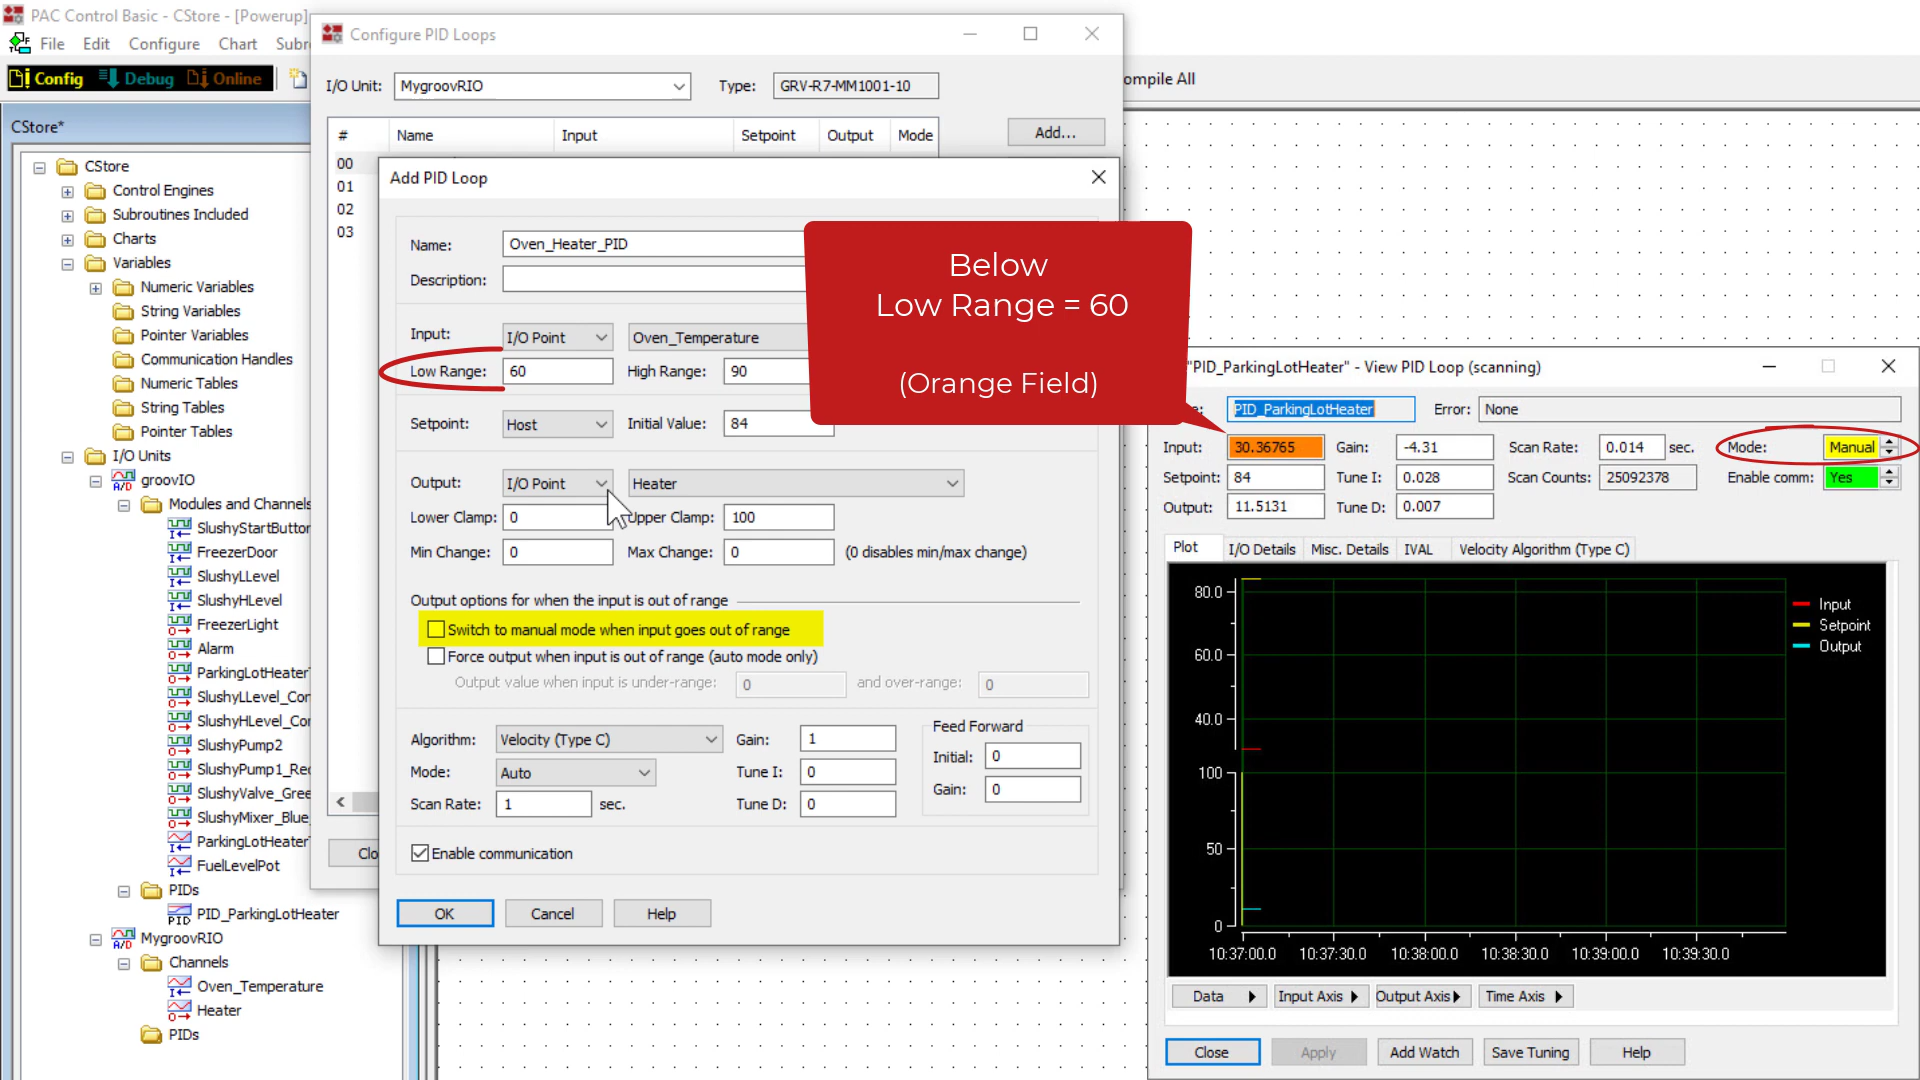 PAC Control Basic - CStore - [Powerup]
File Edit Configure Chart Subr
Config Debug Online
ompile All
CStore*
CStore
Control Engines
Subroutines Included
Charts
Variables
Numeric Variables
String Variables
Pointer Variables
Communication Handles
Numeric Tables
String Tables
Pointer Tables
I/O Units
groovIO
Modules and Channels
SlushyStartButton
FreezerDoor
SlushyLLevel
SlushyHLevel
FreezerLight
Alarm
ParkingLotHeater
SlushyLLevel_Con
SlushyHLevel_Co
SlushyPump2
SlushyPump1_Re
SlushyValve_Gree
SlushyMixer_Blue
ParkingLotHeater
FuelLevelPot
PIDs
PID_ParkingLotHeater
MygroovRIO
Channels
Oven_Temperature
Heater
PIDs
Configure PID Loops
I/O Unit: MygroovRIO Type: GRV-R7-MM1001-10
# Name Input Setpoint Output Mode
Add...
00
01
02
03
Clo
Add PID Loop
Name: Oven_Heater_PID
Description:
Input: I/O Point Oven_Temperature
Low Range: 60 High Range: 90
Setpoint: Host Initial Value: 84
Output: I/O Point Heater
Lower Clamp: 0 Upper Clamp: 100
Min Change: 0 Max Change: 0 (0 disables min/max change)
Output options for when the input is out of range
Switch to manual mode when input goes out of range
Force output when input is out of range (auto mode only)
Output value when input is under-range: 0 and over-range: 0
Algorithm: Velocity (Type C) Gain: 1
Mode: Auto Tune I: 0
Scan Rate: 1 sec. Tune D: 0
Feed Forward
Initial: 0
Gain: 0
Enable communication
OK Cancel Help
Below
Low Range = 60
(Orange Field)
"PID_ParkingLotHeater" - View PID Loop (scanning)
PID_ParkingLotHeater Error: None
Input: 30.36765 Gain: -4.31 Scan Rate: 0.014 sec. Mode: Manual
Setpoint: 84 Tune I: 0.028 Scan Counts: 25092378 Enable comm: Yes
Output: 11.5131 Tune D: 0.007
Plot I/O Details Misc. Details IVAL Velocity Algorithm (Type C)
80.0
60.0
40.0
100
50
0
Input
Setpoint
Output
10:37:00.0 10:37:30.0 10:38:00.0 10:38:30.0 10:39:00.0 10:39:30.0
Data Input Axis Output Axis Time Axis
Close Apply Add Watch Save Tuning Help